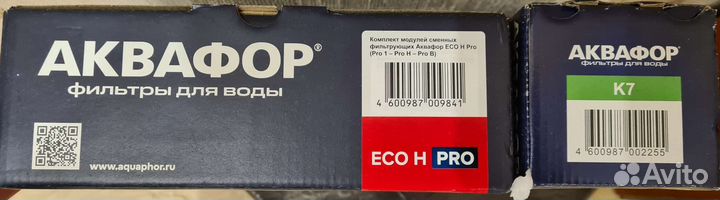 АКВАФОР®
фильтры для воды
www.aquaphor.ru
Комплект модулей сменных
фильтрующих Аквафор ECO H Pro
(Pro 1 – Pro H – Pro B)
4 600987 009841
ECO H PRO
АКВАФОР
ФИЛЬТРЫ ДЛЯ ВОДЫ
K7
4 600987 002255
Avito